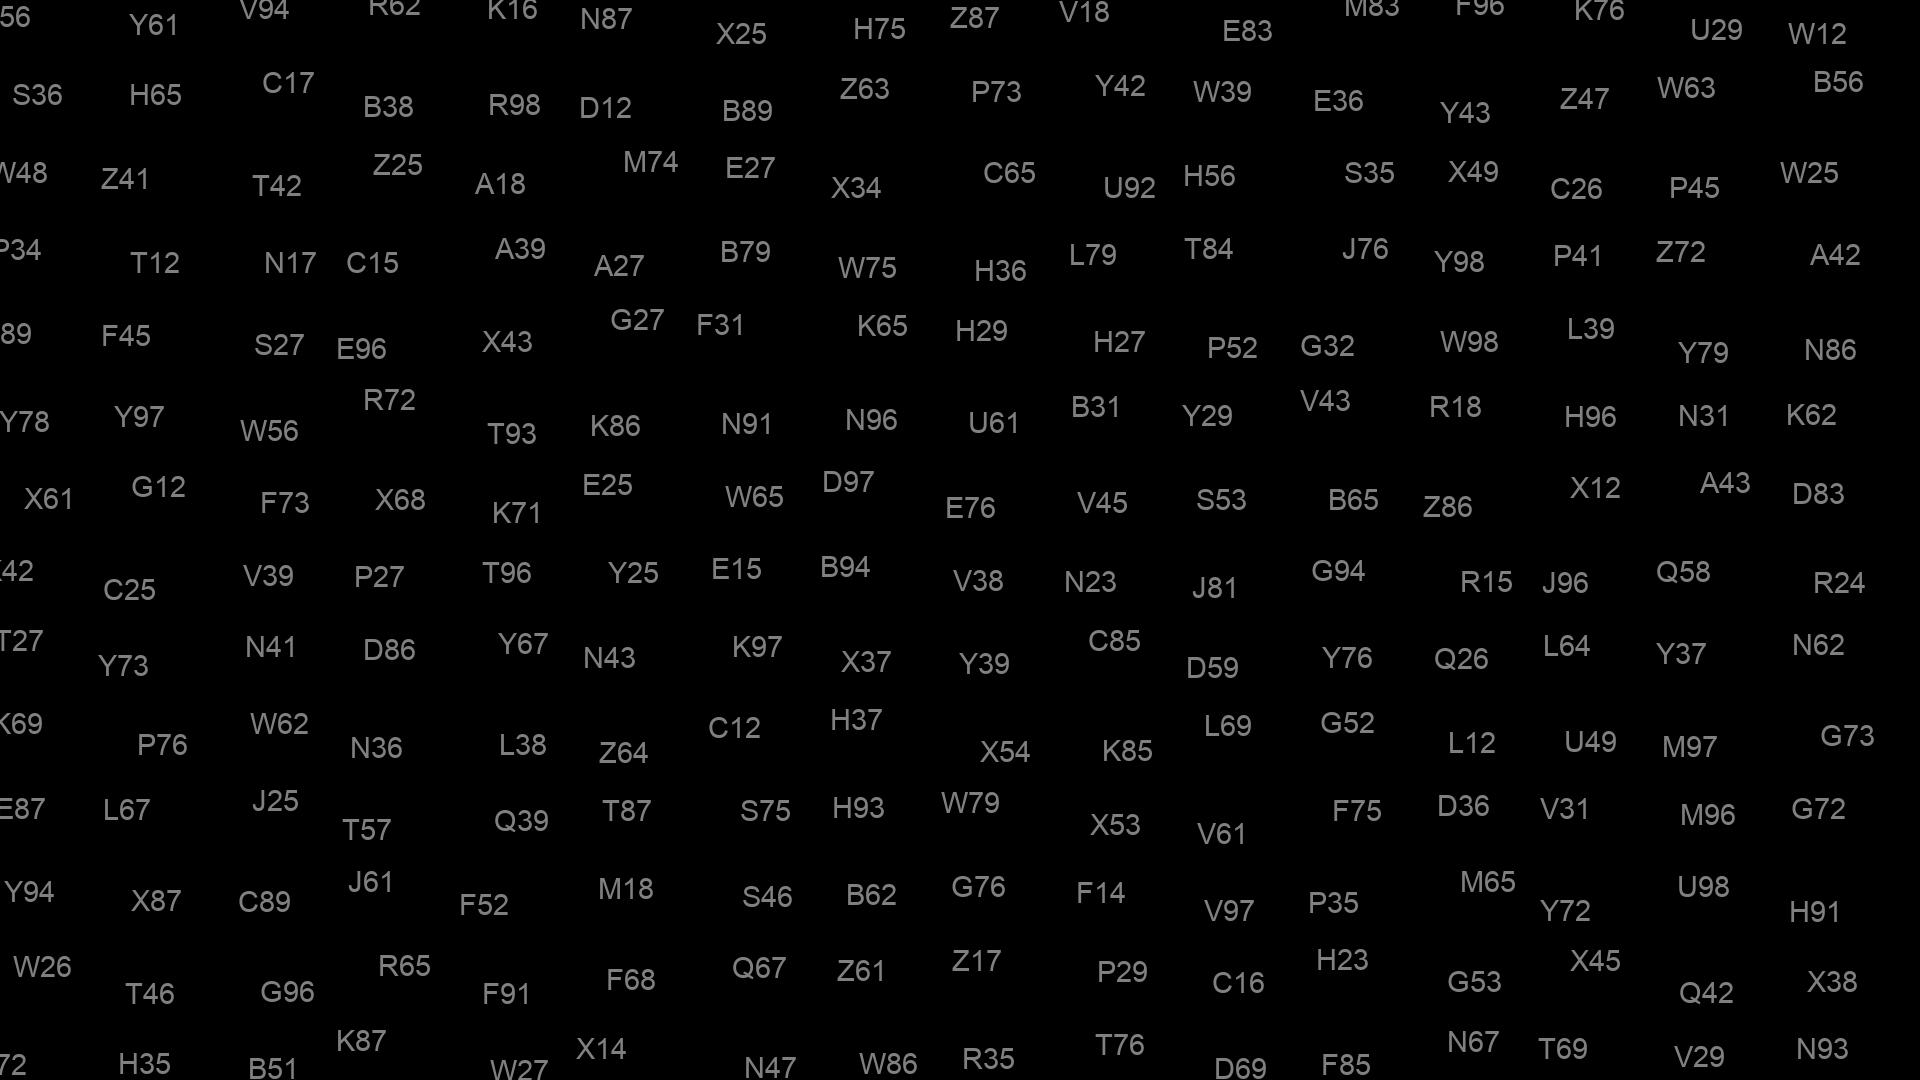 56 Y61 V94 R62 K16 N87 X25 H75 Z87 V18 E83 M83 F96 K76 U29 W12
S36 H65 C17 B38 R98 D12 B89 Z63 P73 Y42 W39 E36 Y43 Z47 W63 B56
W48 Z41 T42 Z25 A18 M74 E27 X34 C65 U92 H56 S35 X49 C26 P45 W25
P34 T12 N17 C15 A39 A27 B79 W75 H36 L79 T84 J76 Y98 P41 Z72 A42
89 F45 S27 E96 X43 G27 F31 K65 H29 H27 P52 G32 W98 L39 Y79 N86
Y78 Y97 W56 R72 T93 K86 N91 N96 U61 B31 Y29 V43 R18 H96 N31 K62
X61 G12 F73 X68 K71 E25 W65 D97 E76 V45 S53 B65 Z86 X12 A43 D83
42 C25 V39 P27 T96 Y25 E15 B94 V38 N23 J81 G94 R15 J96 Q58 R24
T27 Y73 N41 D86 Y67 N43 K97 X37 Y39 C85 D59 Y76 Q26 L64 Y37 N62
K69 P76 W62 N36 L38 Z64 C12 H37 X54 K85 L69 G52 L12 U49 M97 G73
E87 L67 J25 T57 Q39 T87 S75 H93 W79 X53 V61 F75 D36 V31 M96 G72
Y94 X87 C89 J61 F52 M18 S46 B62 G76 F14 V97 P35 M65 Y72 U98 H91
W26 T46 G96 R65 F91 F68 Q67 Z61 Z17 P29 C16 H23 G53 X45 Q42 X38
72 H35 B51 K87 W27 X14 N47 W86 R35 T76 D69 F85 N67 T69 V29 N93